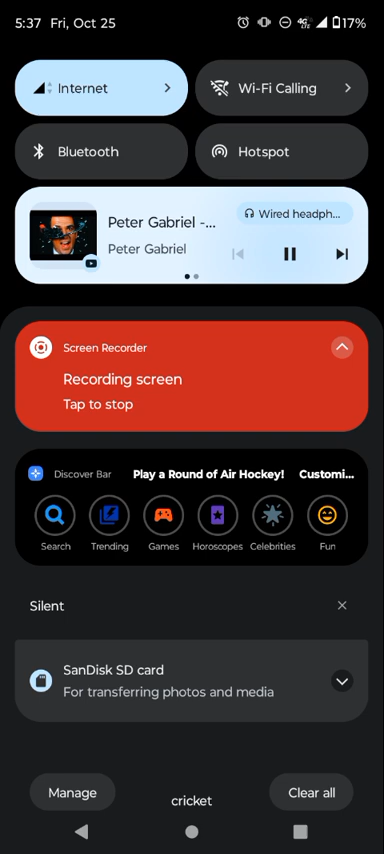 5:37 Fri, Oct 25 4G LTE 17%
Internet
Wi-Fi Calling
Bluetooth
Hotspot
Wired headph...
Peter Gabriel -...
Peter Gabriel
Screen Recorder
Recording screen
Tap to stop
Discover Bar Play a Round of Air Hockey! Customi...
Search Trending Games Horoscopes Celebrities Fun
Silent
SanDisk SD card
For transferring photos and media
Manage
cricket
Clear all